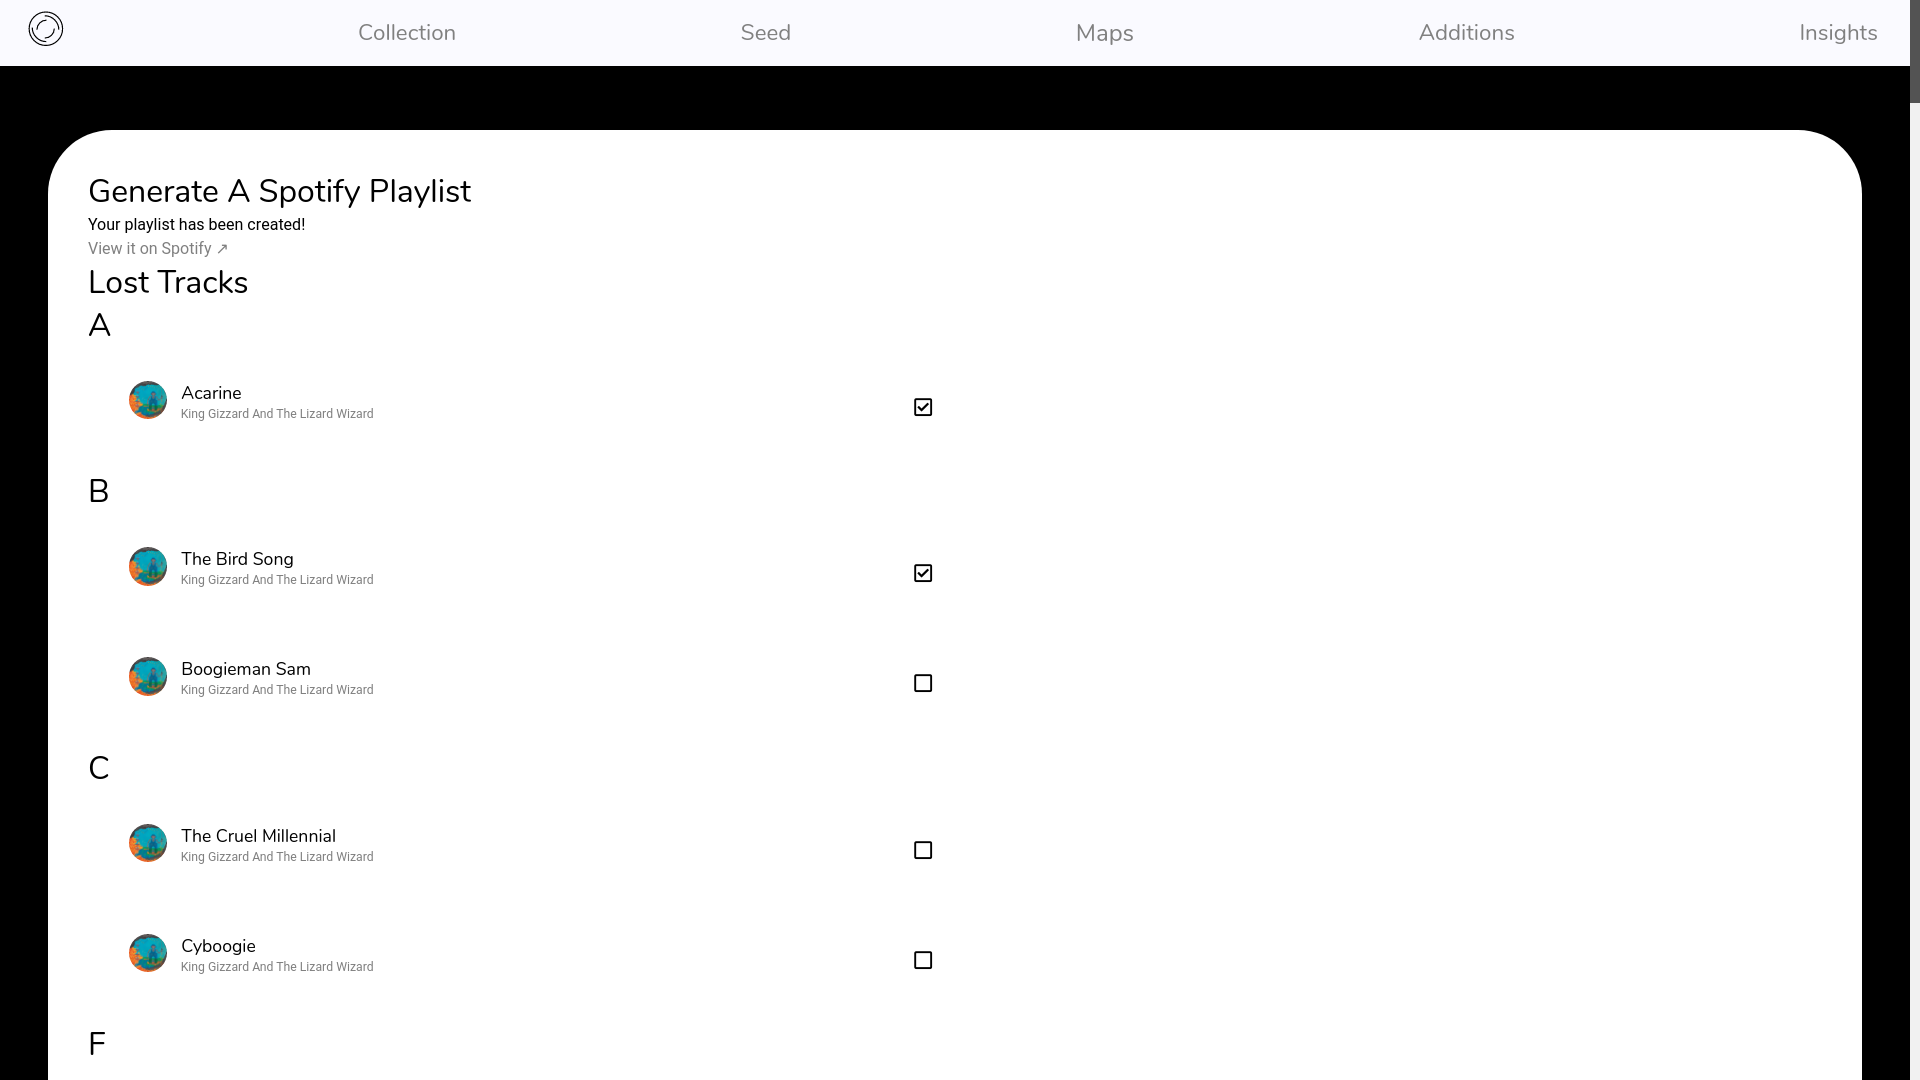 Collection
Seed
Maps
Additions
Insights
Generate A Spotify Playlist
Your playlist has been created!
View it on Spotify ↗
Lost Tracks
A
Acarine
King Gizzard And The Lizard Wizard
B
The Bird Song
King Gizzard And The Lizard Wizard
Boogieman Sam
King Gizzard And The Lizard Wizard
C
The Cruel Millennial
King Gizzard And The Lizard Wizard
Cyboogie
King Gizzard And The Lizard Wizard
F